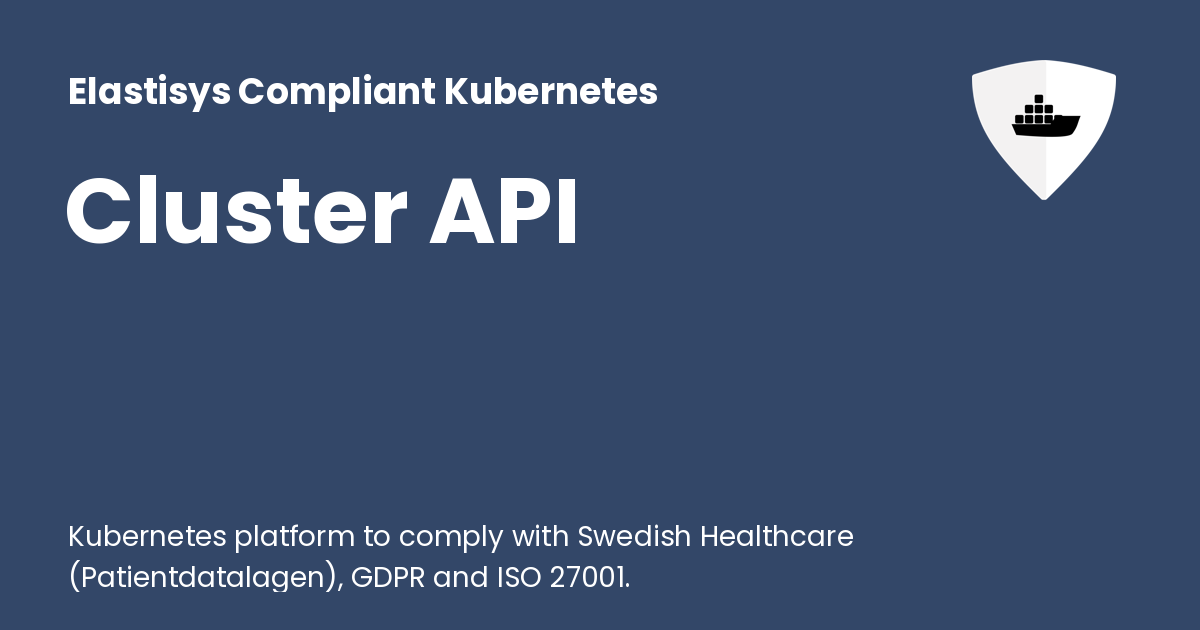 Elastisys Compliant Kubernetes
Cluster API
Kubernetes platform to comply with Swedish Healthcare
(Patientdatalagen), GDPR and ISO 27001.